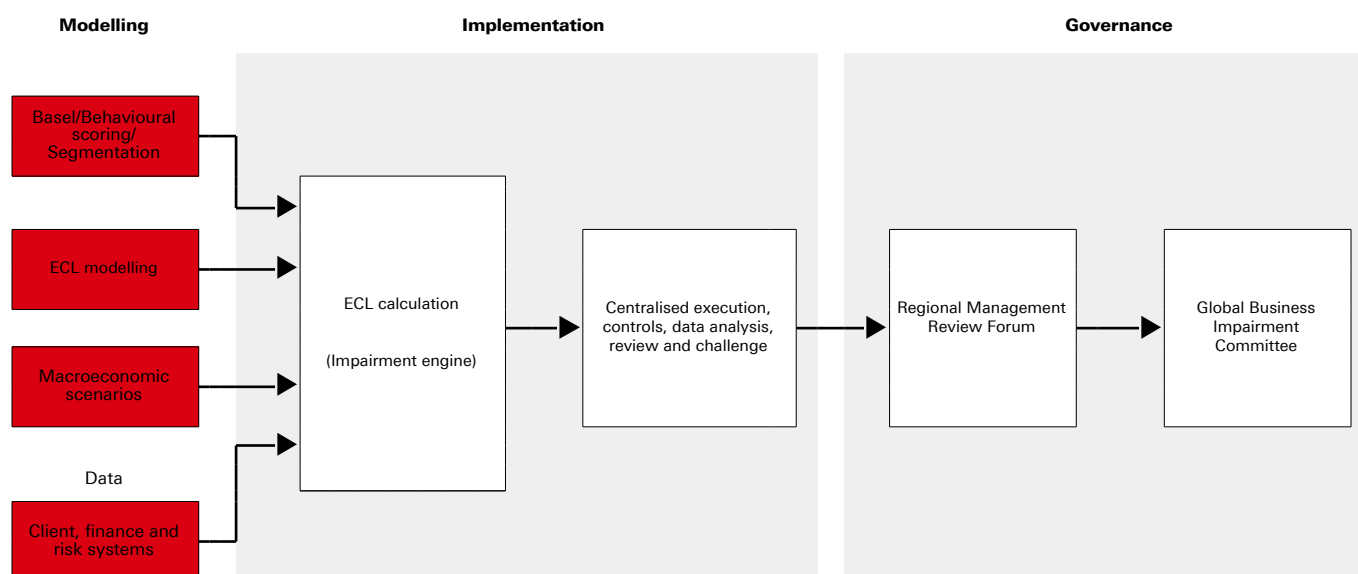 Modelling
Implementation
Governance
Basel/Behavioural
scoring/
Segmentation
ECL modelling
Macroeconomic
scenarios
Data
Client, finance and
risk systems
ECL calculation
(Impairment engine)
Centralised execution,
controls, data analysis,
review and challenge
Regional Management
Review Forum
Global Business
Impairment
Committee